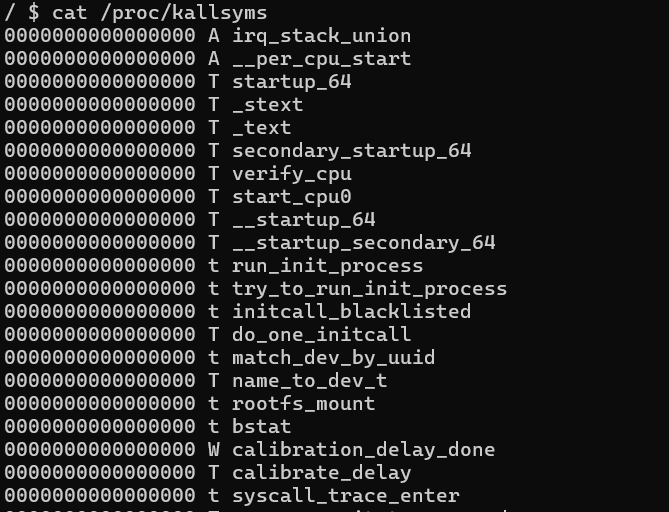 / $ cat /proc/kallsyms
0000000000000000 A irq_stack_union
0000000000000000 A __per_cpu_start
0000000000000000 T startup_64
0000000000000000 T _stext
0000000000000000 T _text
0000000000000000 T secondary_startup_64
0000000000000000 T verify_cpu
0000000000000000 T start_cpu0
0000000000000000 T __startup_64
0000000000000000 T __startup_secondary_64
0000000000000000 t run_init_process
0000000000000000 t try_to_run_init_process
0000000000000000 t initcall_blacklisted
0000000000000000 T do_one_initcall
0000000000000000 t match_dev_by_uuid
0000000000000000 T name_to_dev_t
0000000000000000 t rootfs_mount
0000000000000000 t bstat
0000000000000000 W calibration_delay_done
0000000000000000 T calibrate_delay
0000000000000000 t syscall_trace_enter